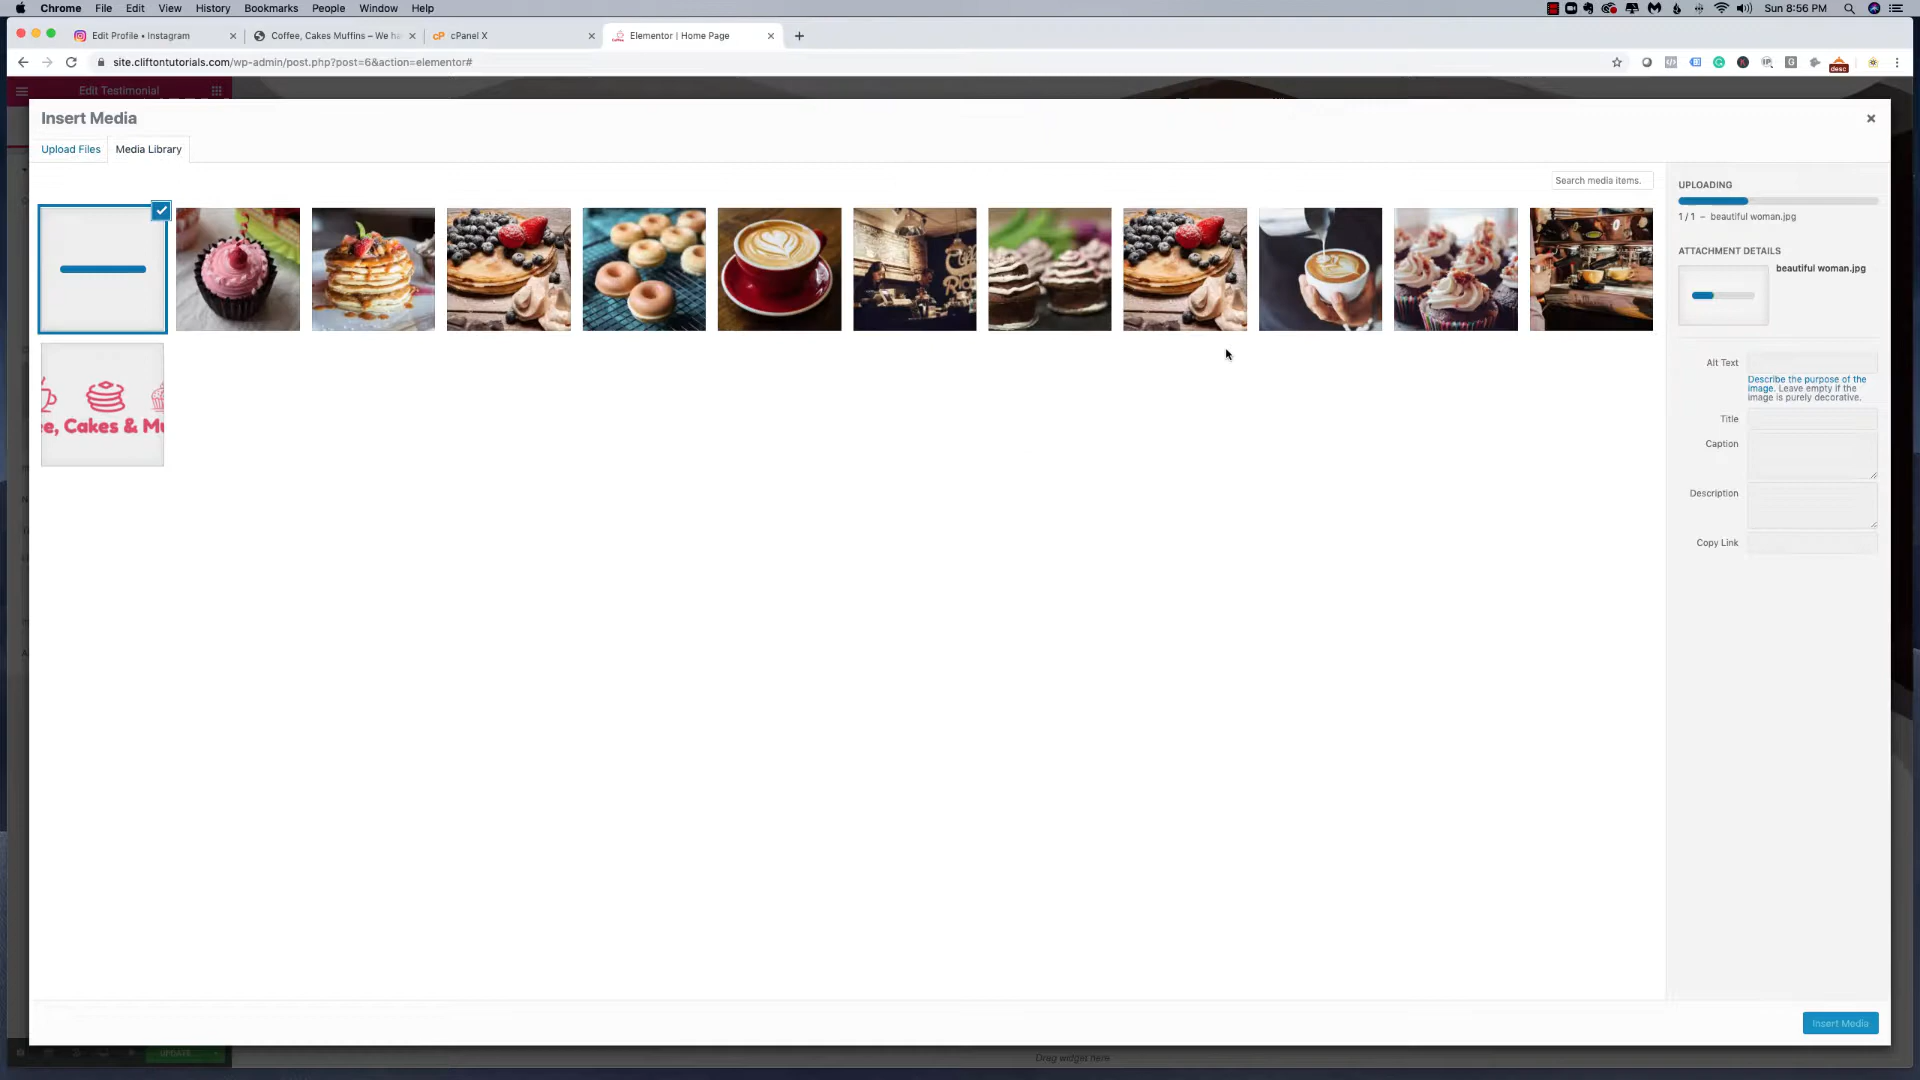 Chrome File Edit View History Bookmarks People Window Help
Sun 8:56 PM
Edit Profile • Instagram
Coffee, Cakes Muffins – We ha
cPanel X
Elementor | Home Page
site.cliftontutorials.com/wp-admin/post.php?post=6&action=elementor#
desc
Edit Testimonial
Insert Media
Upload Files
Media Library
Search media items.
UPLOADING
1 / 1 – beautiful woman.jpg
ATTACHMENT DETAILS
beautiful woman.jpg
Alt Text
Describe the purpose of the
image. Leave empty if the
image is purely decorative.
Title
Caption
Description
Copy Link
e, Cakes & Mu
Insert Media
UPDATE
Drag widget here